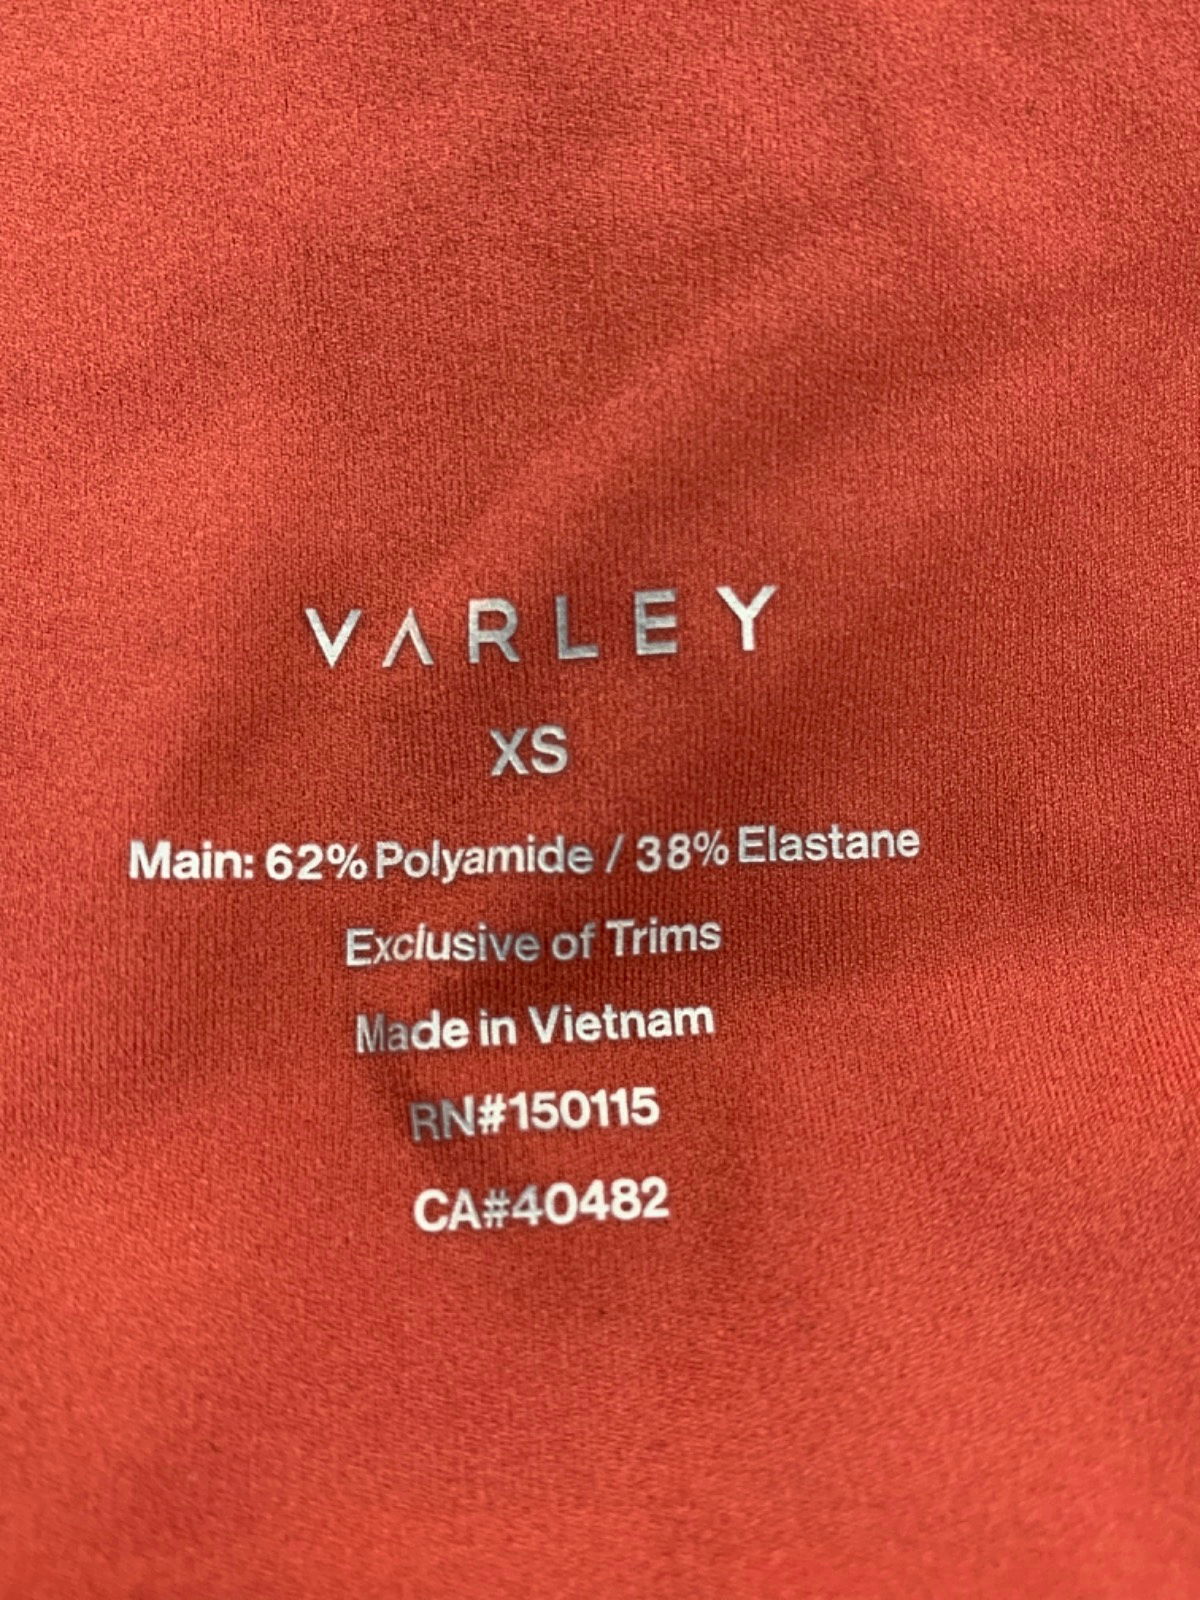 VARLEY
XS
Main: 62% Polyamide / 38% Elastane
Exclusive of Trims
Made in Vietnam
RN#150115
CA#40482